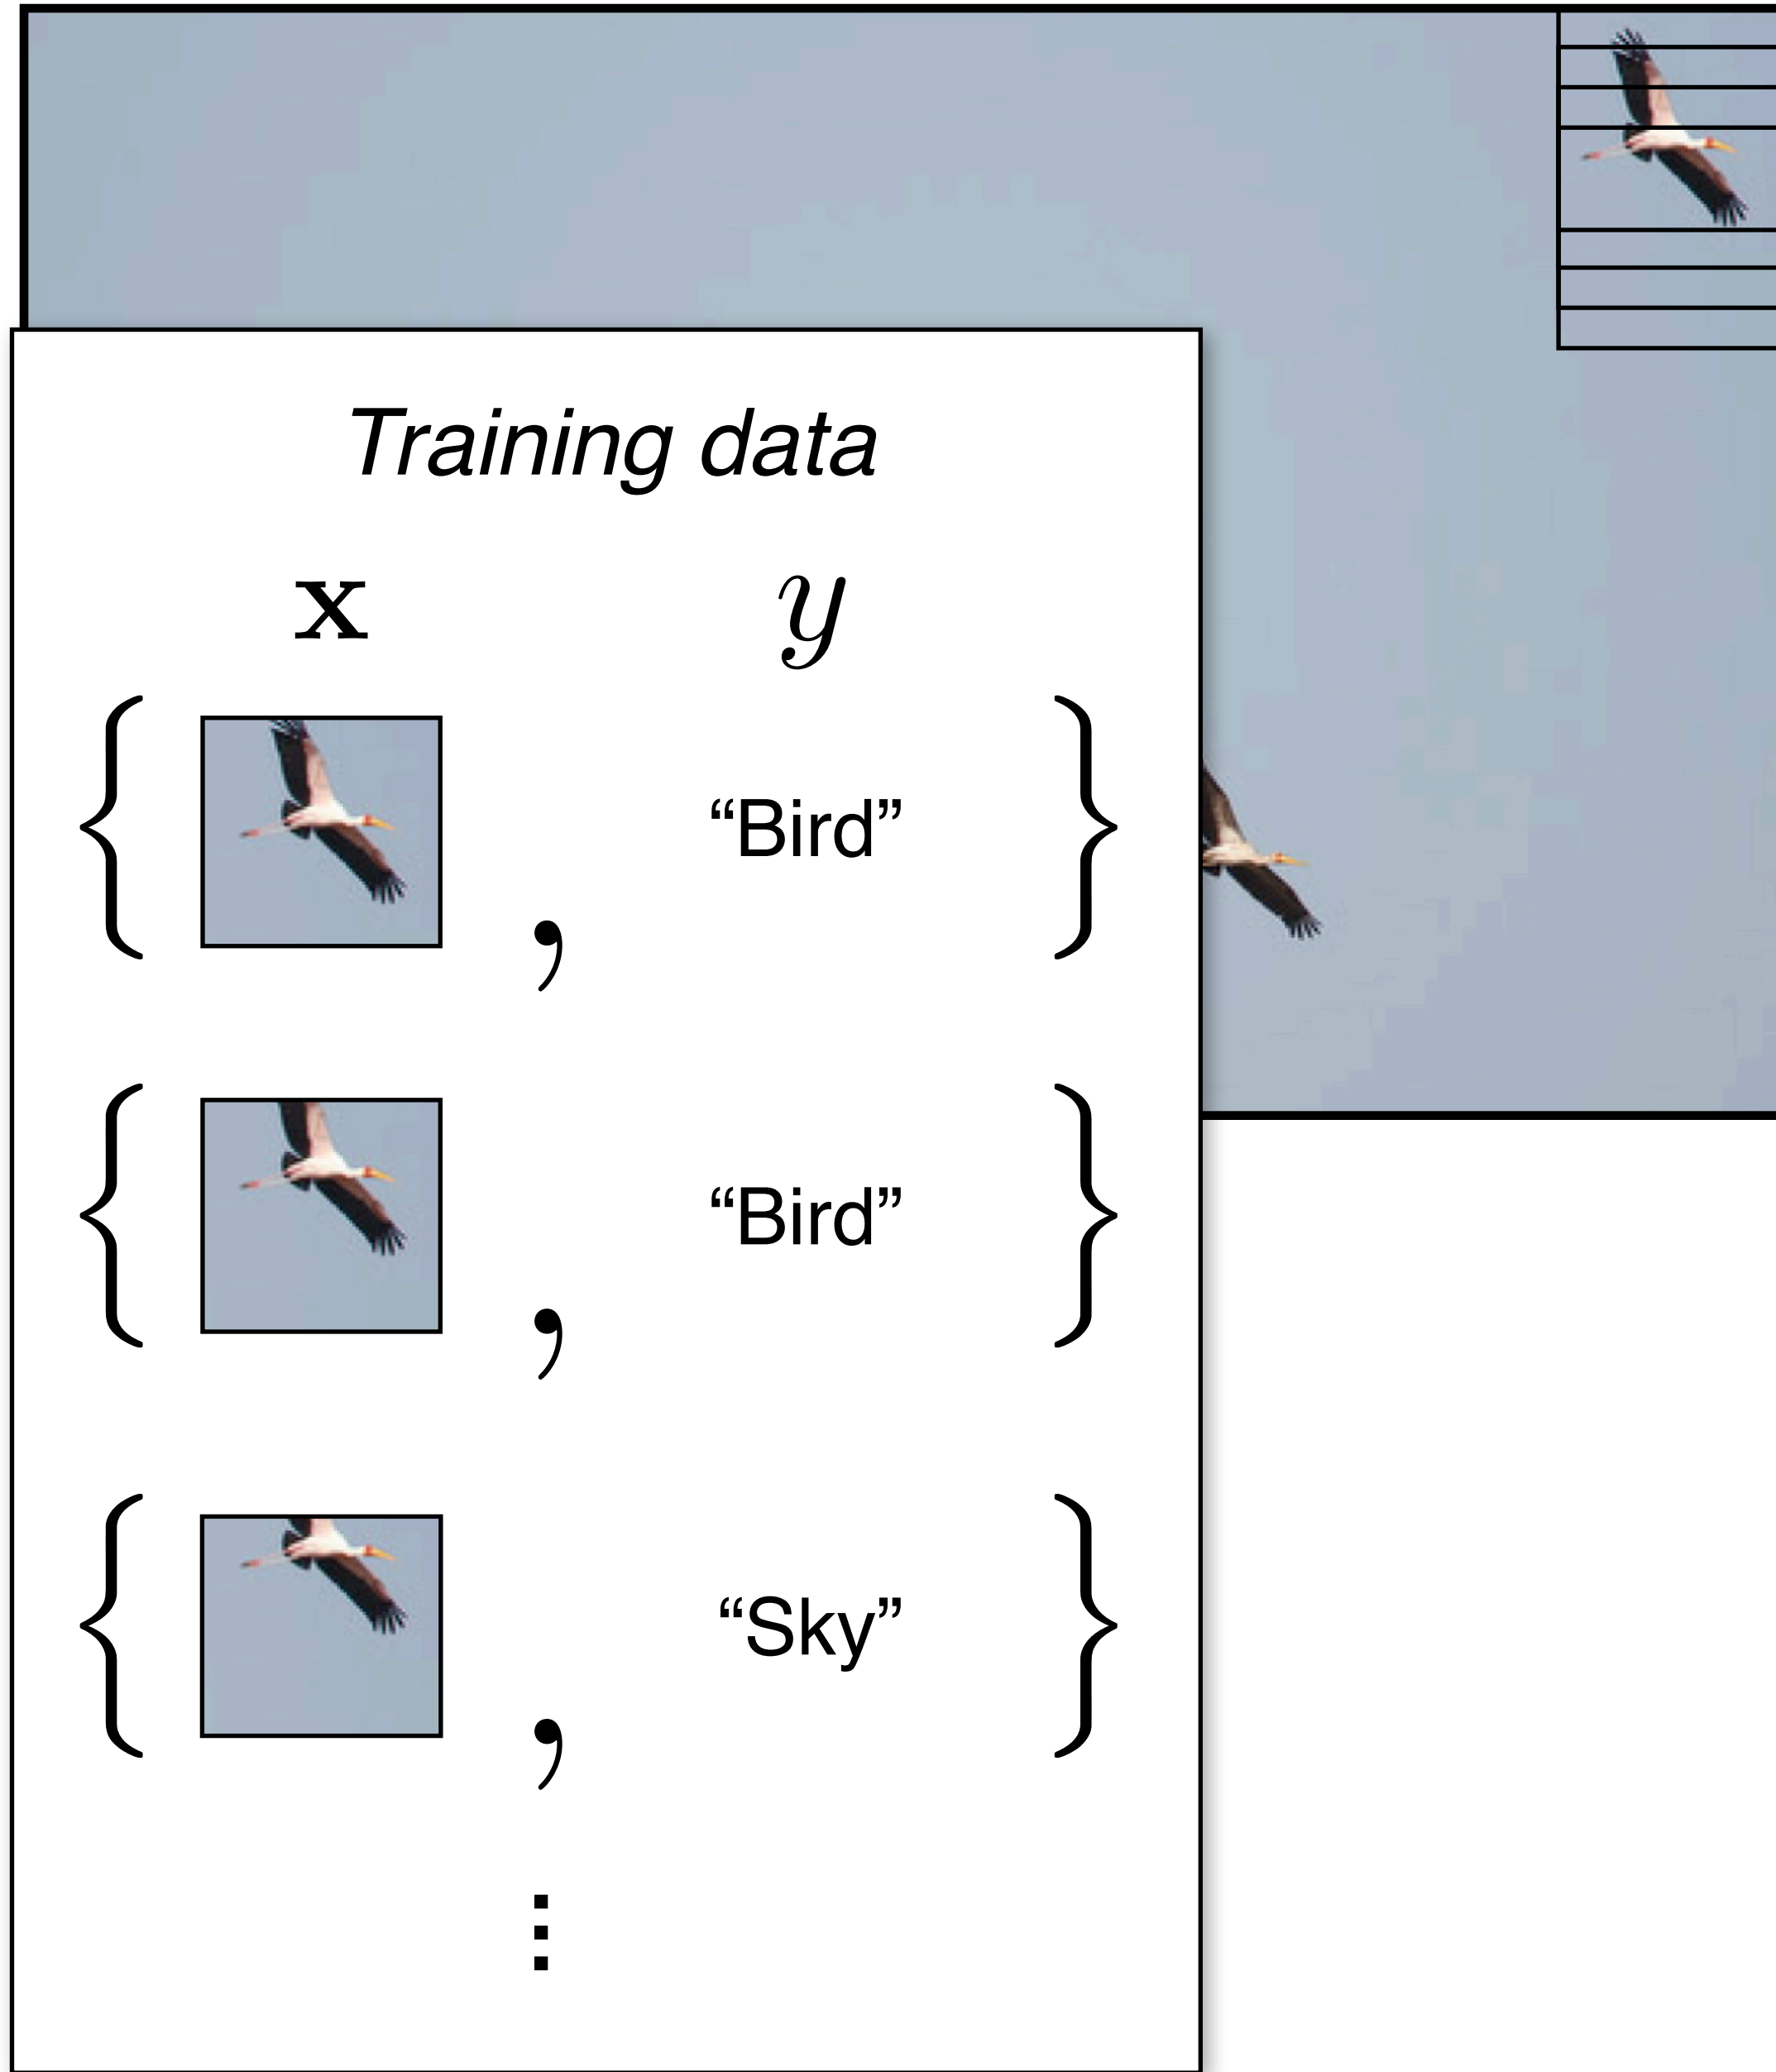 Training data
x y
{ , “Bird” }
{ , “Bird” }
{ , “Sky” }
⋮